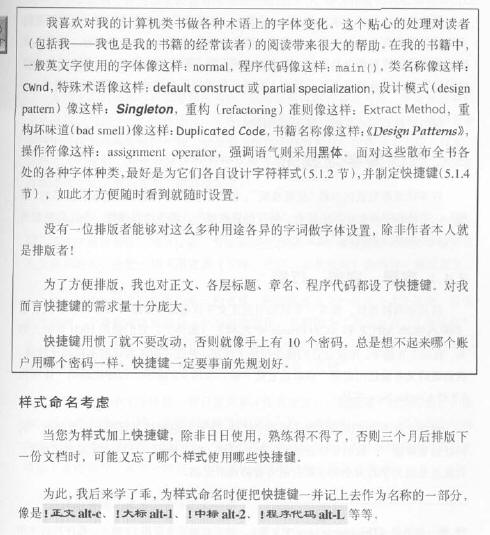 我喜欢对我的计算机类书做各种术语上的字体变化。这个贴心的处理对读者
（包括我——我也是我的书籍的经常读者）的阅读带来很大的帮助。在我的书籍中，
一般英文字使用的字体像这样：normal，程序代码像这样：main()，类名称像这样：
CWnd，特殊术语像这样：default construct 或 partial specialization，设计模式（design
pattern）像这样：Singleton，重构（refactoring）准则像这样：Extract Method，重
构坏味道(bad smell)像这样：Duplicated Code，书籍名称像这样：《Design Patterns》，
操作符像这样：assignment operator，强调语气则采用黑体。面对这些散布全书各
处的各种字体种类，最好是为它们各自设计字符样式(5.1.2 节)，并制定快捷键(5.1.4
节），如此才方便随时看到就随时设置。
没有一位排版者能够对这么多种用途各异的字词做字体设置，除非作者本人就
是排版者！
为了方便排版，我也对正文、各层标题、章名、程序代码都设了快捷键。对我
而言快捷键的需求量十分庞大。
快捷键用惯了就不要改动，否则就像手上有 10 个密码，总是想不起来哪个账
户用哪个密码一样。快捷键一定要事前先规划好。
样式命名考虑
当您为样式加上快捷键，除非日日使用，熟练得不得了，否则三个月后排版下
一份文档时，可能又忘了哪个样式使用哪些快捷键。
为此，我后来学了乖，为样式命名时便把快捷键一并记上去作为名称的一部分，
像是!正文 alt-c、!大标 alt-1、!中标 alt-2、!程序代码 alt-L 等等。